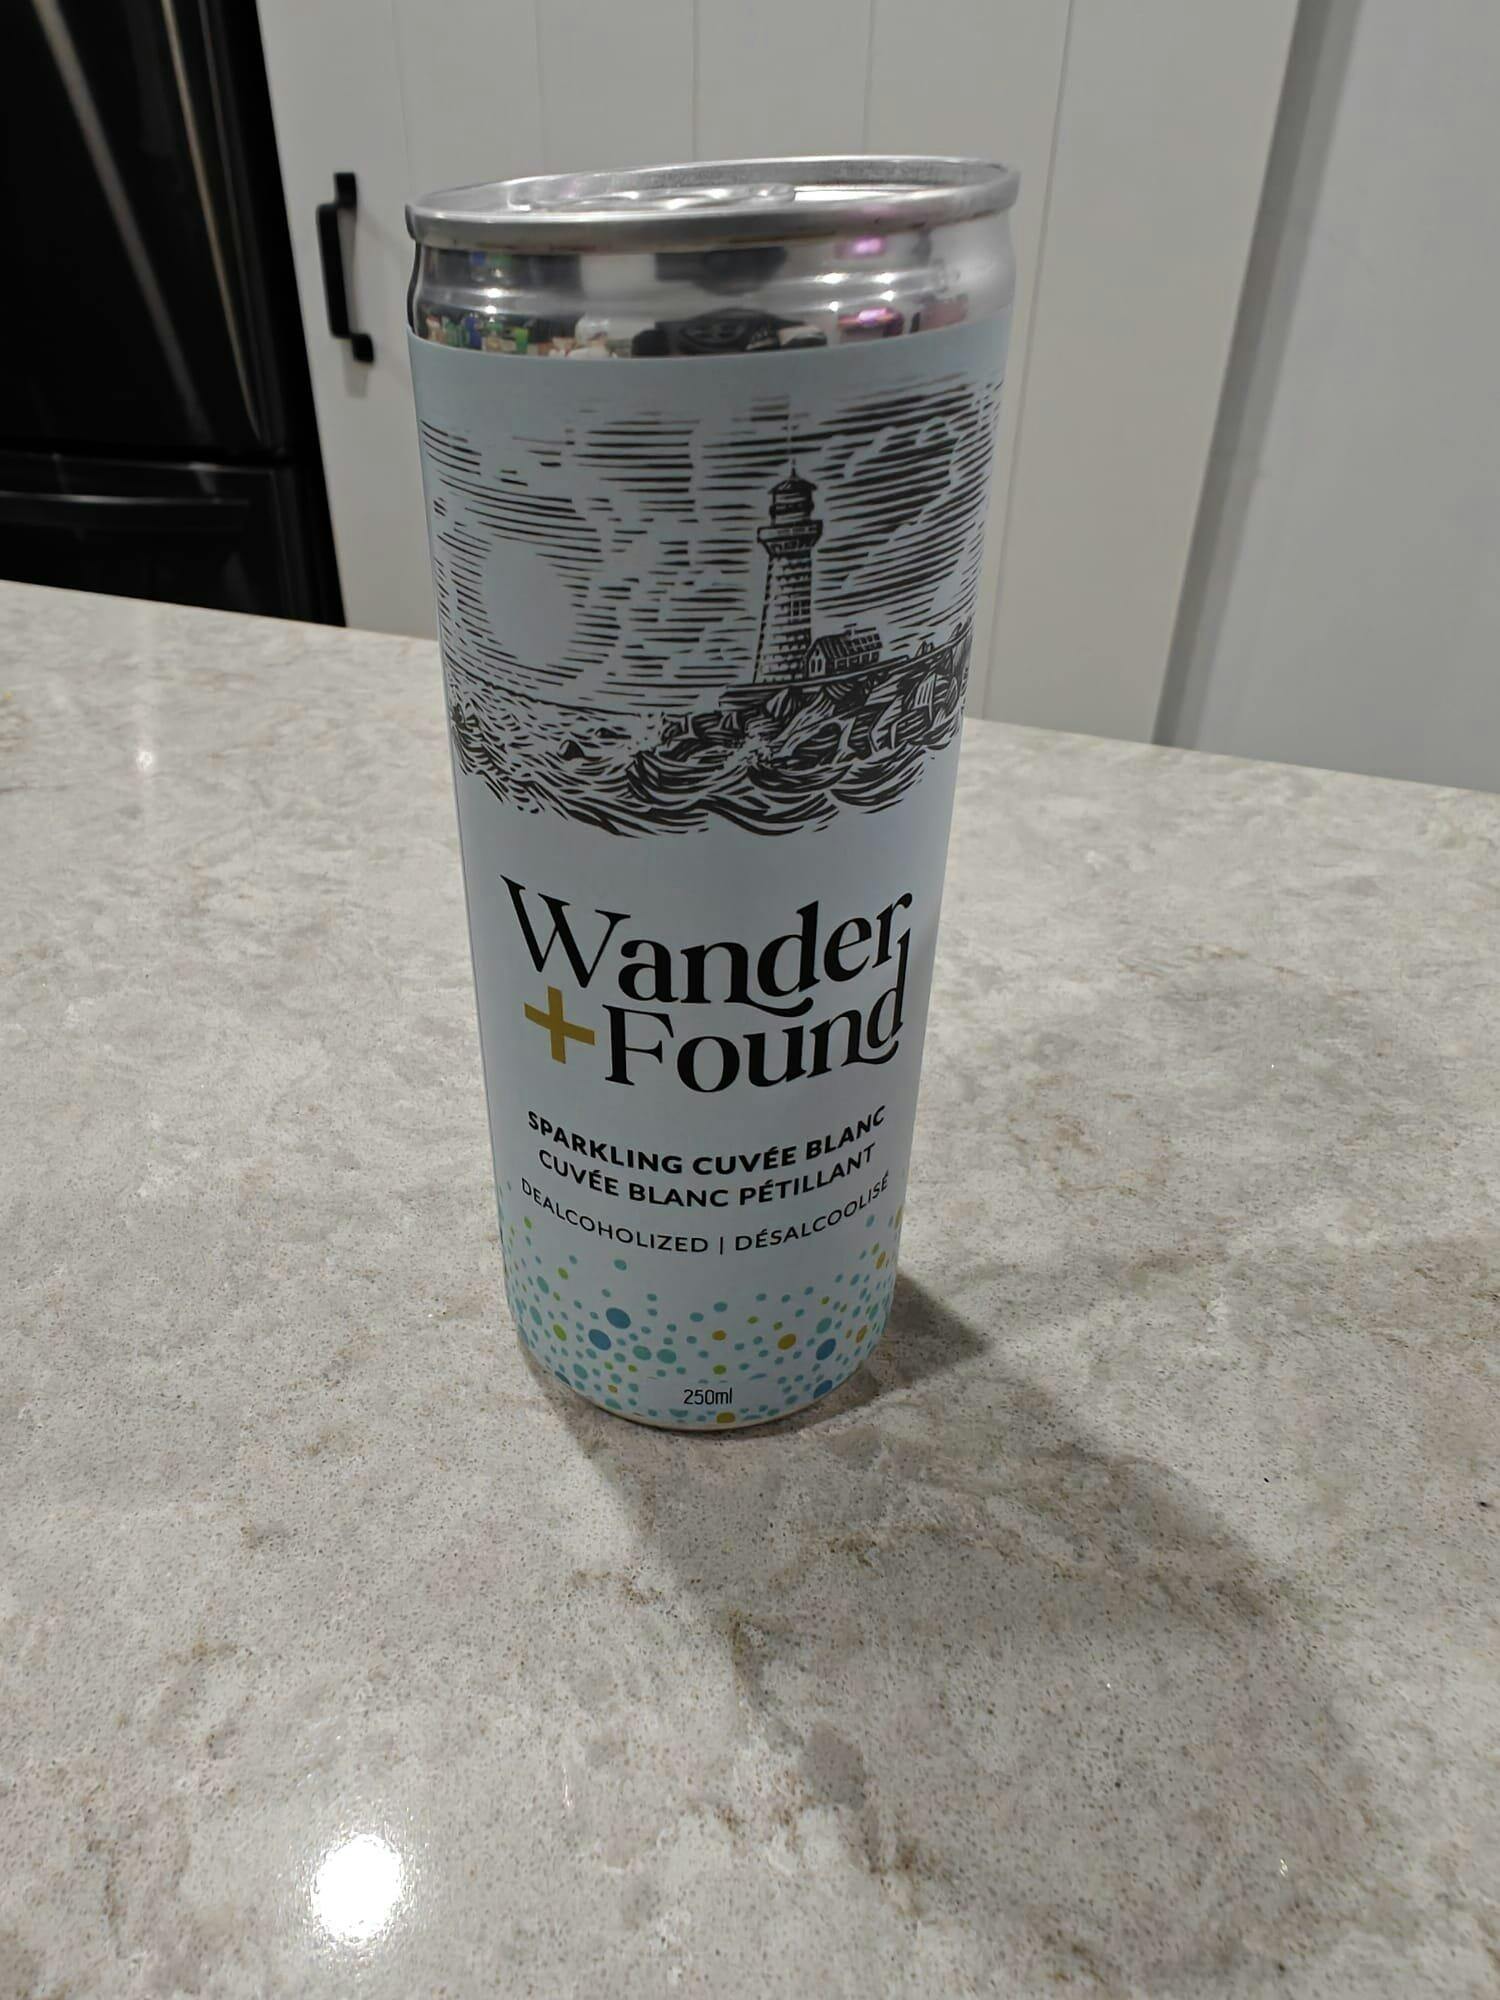 Wander
+Found
SPARKLING CUVÉE BLANC
CUVÉE BLANC PÉTILLANT
DEALCOHOLIZED | DÉSALCOOLISÉ
250ml